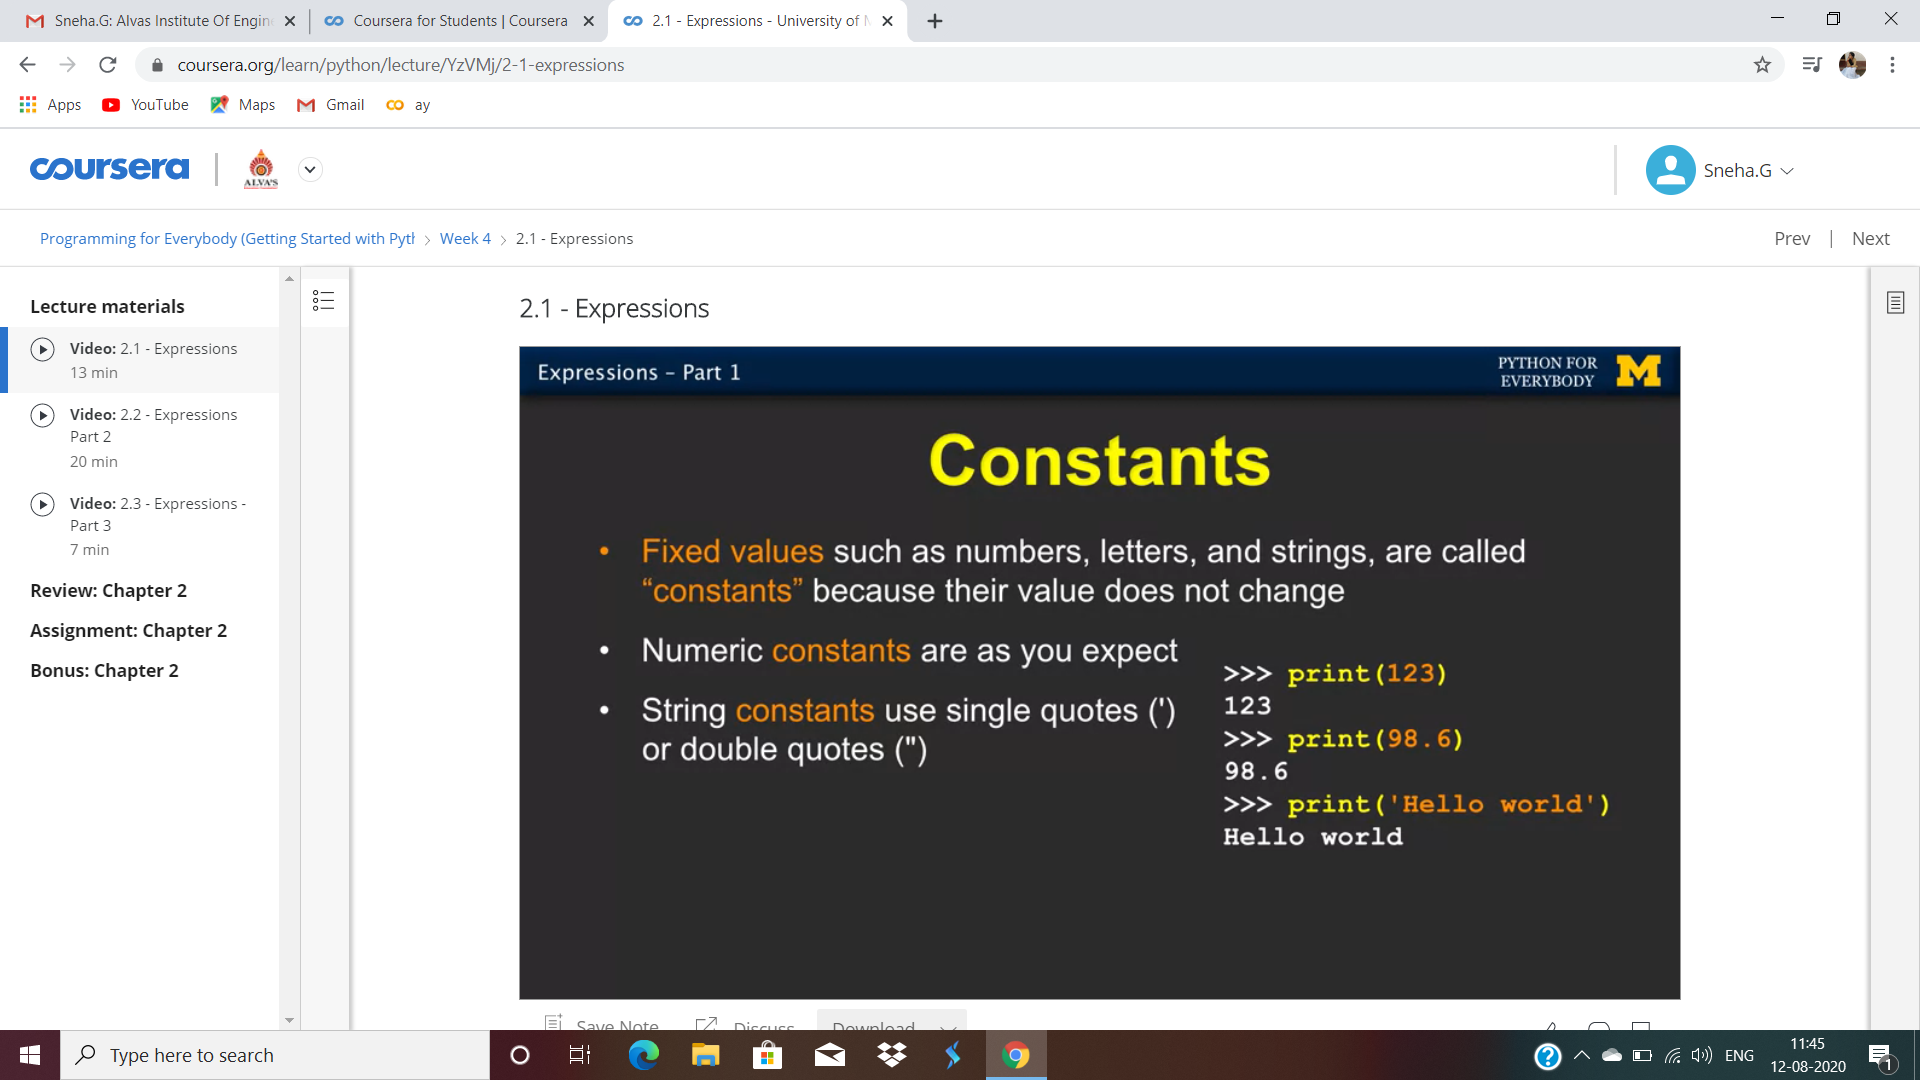 Sneha.G: Alvas Institute Of Engin
Coursera for Students | Coursera
2.1 - Expressions - University of M
coursera.org/learn/python/lecture/YzVMj/2-1-expressions
Apps
YouTube
Maps
Gmail
ay
coursera
ALVA'S
Sneha.G
Programming for Everybody (Getting Started with Pyth
Week 4
2.1 - Expressions
Prev
Next
Lecture materials
Video: 2.1 - Expressions
13 min
Video: 2.2 - Expressions
Part 2
20 min
Video: 2.3 - Expressions -
Part 3
7 min
Review: Chapter 2
Assignment: Chapter 2
Bonus: Chapter 2
2.1 - Expressions
Expressions – Part 1
PYTHON FOR
EVERYBODY
M
Constants
• Fixed values such as numbers, letters, and strings, are called
“constants” because their value does not change
• Numeric constants are as you expect
• String constants use single quotes (')
or double quotes (")
>>> print(123)
123
>>> print(98.6)
98.6
>>> print('Hello world')
Hello world
Save Note
Discuss
Download
Type here to search
ENG
11:45
12-08-2020
1